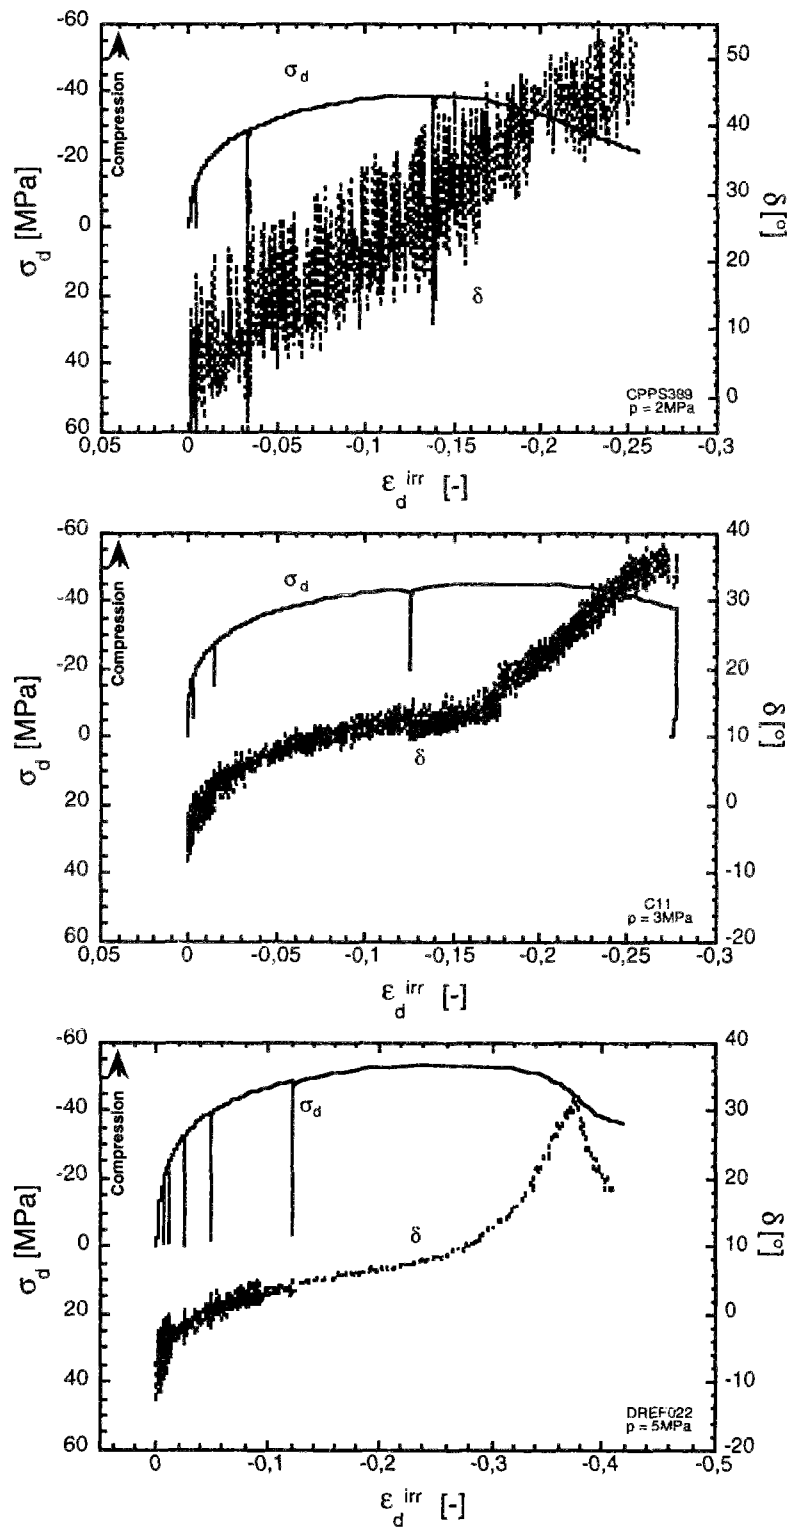 -60
-40
-20
0
20
40
60
σd [MPa]
Compression
σd
δ
50
40
30
20
10
0
δ [°]
CPPS389
p = 2MPa
0,05 0 -0,05 -0,1 -0,15 -0,2 -0,25 -0,3
εd irr [-]
-60
-40
-20
0
20
40
60
σd [MPa]
Compression
σd
δ
40
30
20
10
0
-10
-20
δ [°]
C11
p = 3MPa
0,05 0 -0,05 -0,1 -0,15 -0,2 -0,25 -0,3
εd irr [-]
-60
-40
-20
0
20
40
60
σd [MPa]
Compression
σd
δ
40
30
20
10
0
-10
-20
δ [°]
DREF022
p = 5MPa
0 -0,1 -0,2 -0,3 -0,4 -0,5
εd irr [-]